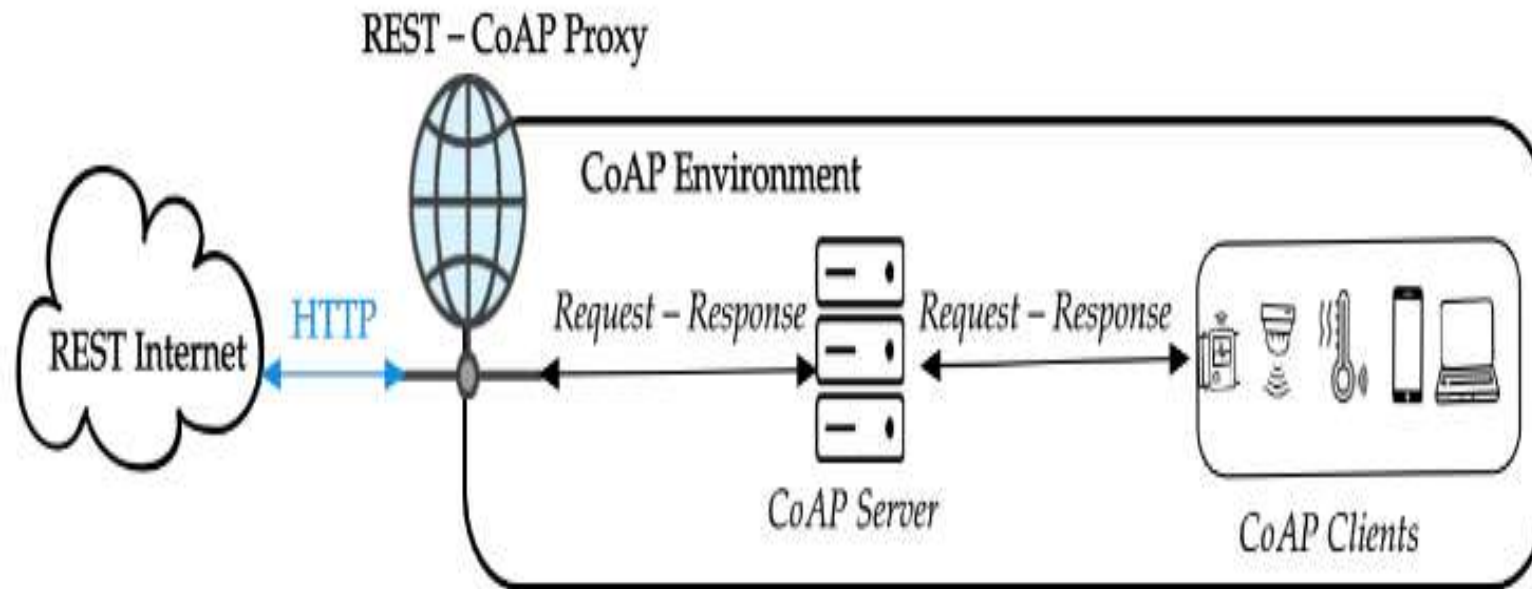 REST – CoAP Proxy
CoAP Environment
REST Internet
HTTP
Request – Response
Request – Response
CoAP Server
CoAP Clients